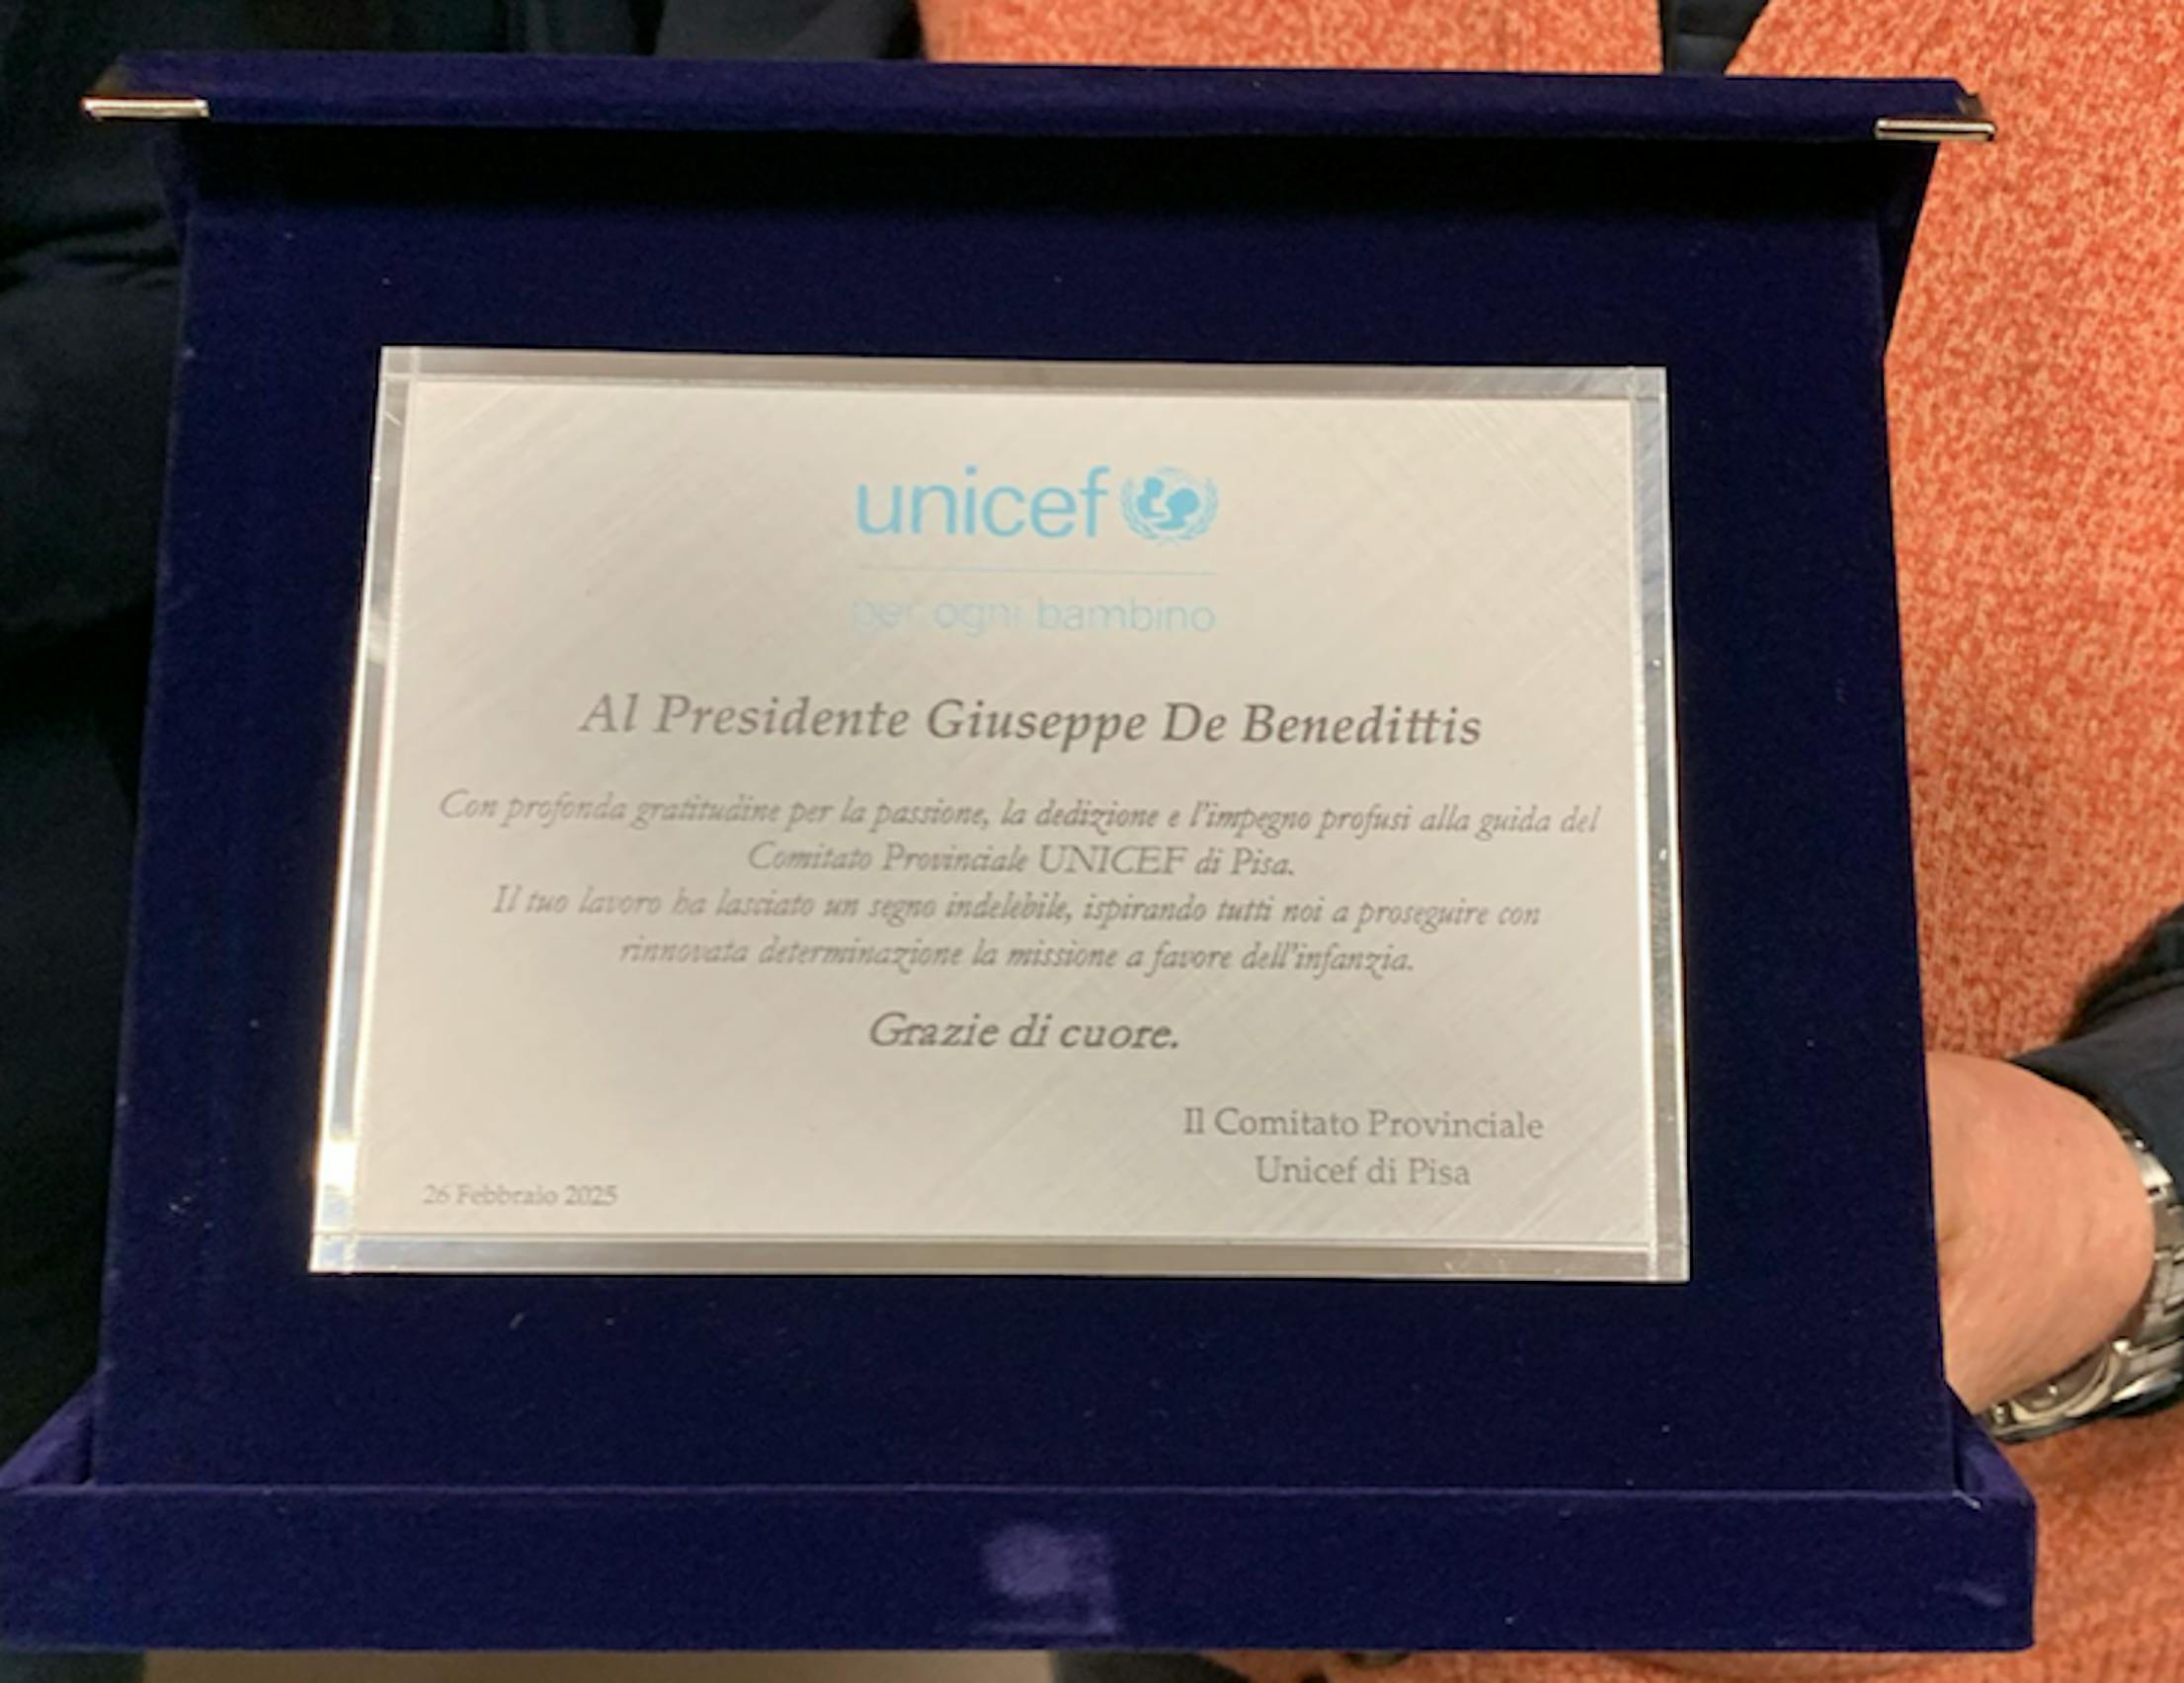 unicef
per ogni bambino
Al Presidente Giuseppe De Benedittis
Con profonda gratitudine per la passione, la dedizione e l'impegno profusi alla guida del
Comitato Provinciale UNICEF di Pisa.
Il tuo lavoro ha lasciato un segno indelebile, ispirando tutti noi a proseguire con
rinnovata determinazione la missione a favore dell'infanzia.
Grazie di cuore.
Il Comitato Provinciale
Unicef di Pisa
26 Febbraio 2025